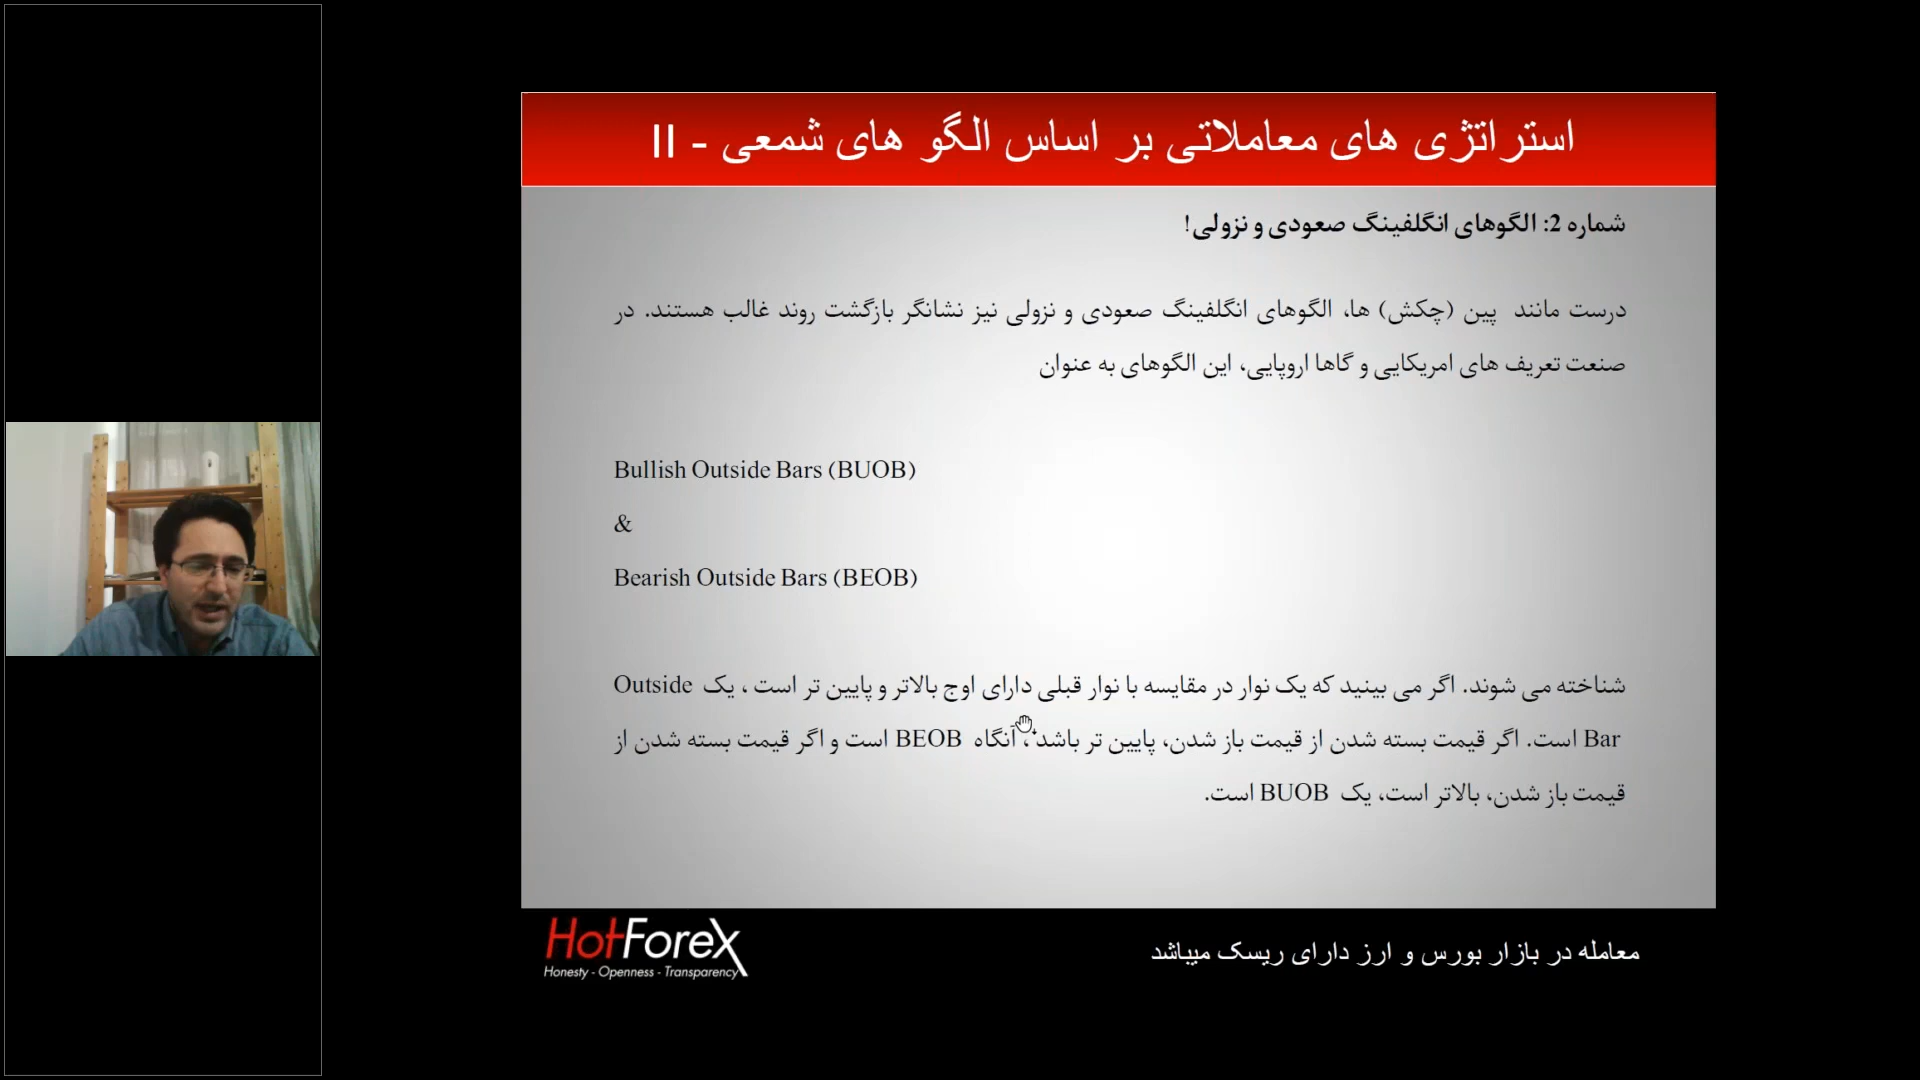 استراتژی های معاملاتی بر اساس الگو های شمعی - II
شماره 2: الگوهای انگلفینگ صعودی و نزولی!
درست مانند پین (چکش) ها، الگوهای انگلفینگ صعودی و نزولی نیز نشانگر بازگشت روند غالب هستند. در
صنعت تعریف های امریکایی و گاها اروپایی، این الگوهای به عنوان
Bullish Outside Bars (BUOB)
&
Bearish Outside Bars (BEOB)
شناخته می شوند. اگر می بینید که یک نوار در مقایسه با نوار قبلی دارای اوج بالاتر و پایین تر است ، یک Outside
Bar است. اگر قیمت بسته شدن از قیمت باز شدن، پایین تر باشد ، آنگاه BEOB است و اگر قیمت بسته شدن از
قیمت باز شدن، بالاتر است، یک BUOB است.
HotForex
Honesty - Openness - Transparency
معامله در بازار بورس و ارز دارای ریسک میباشد